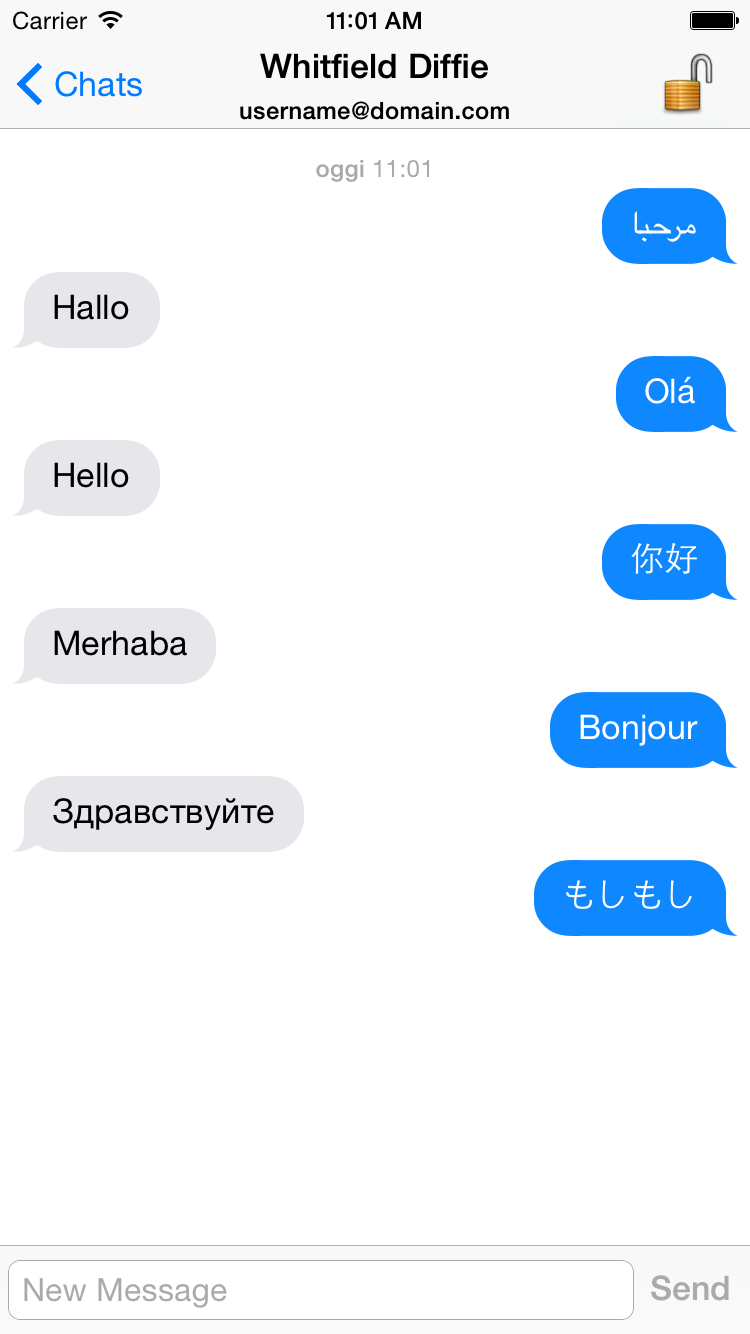 Carrier 11:01 AM
Whitfield Diffie
Chats
username@domain.com
oggi 11:01
مرحبا
Hallo
Olá
Hello
你好
Merhaba
Bonjour
Здравствуйте
もしもし
New Message Send